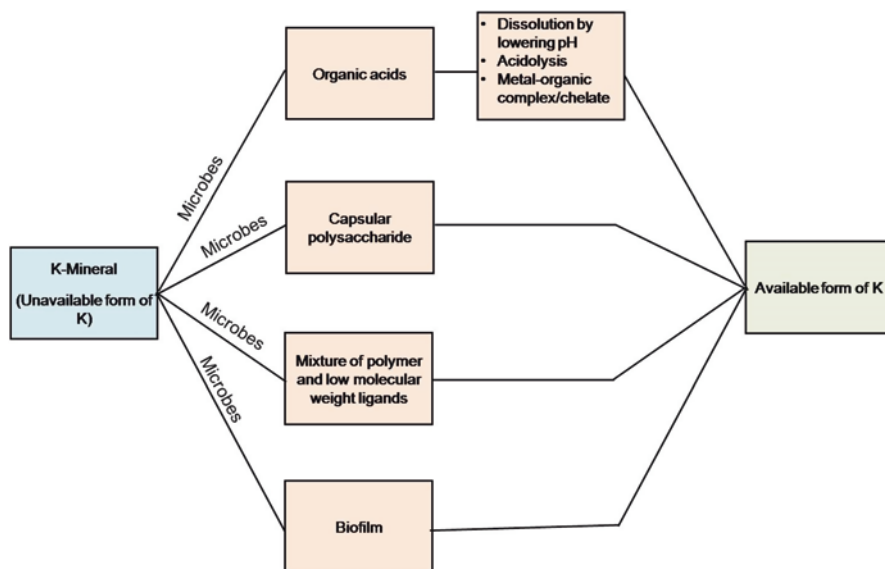 Organic acids
• Dissolution by
lowering pH
• Acidolysis
• Metal-organic
complex/chelate
Microbes
Capsular
polysaccharide
Microbes
K-Mineral
(Unavailable form of
K)
Available form of K
Microbes
Mixture of polymer
and low molecular
weight ligands
Microbes
Biofilm